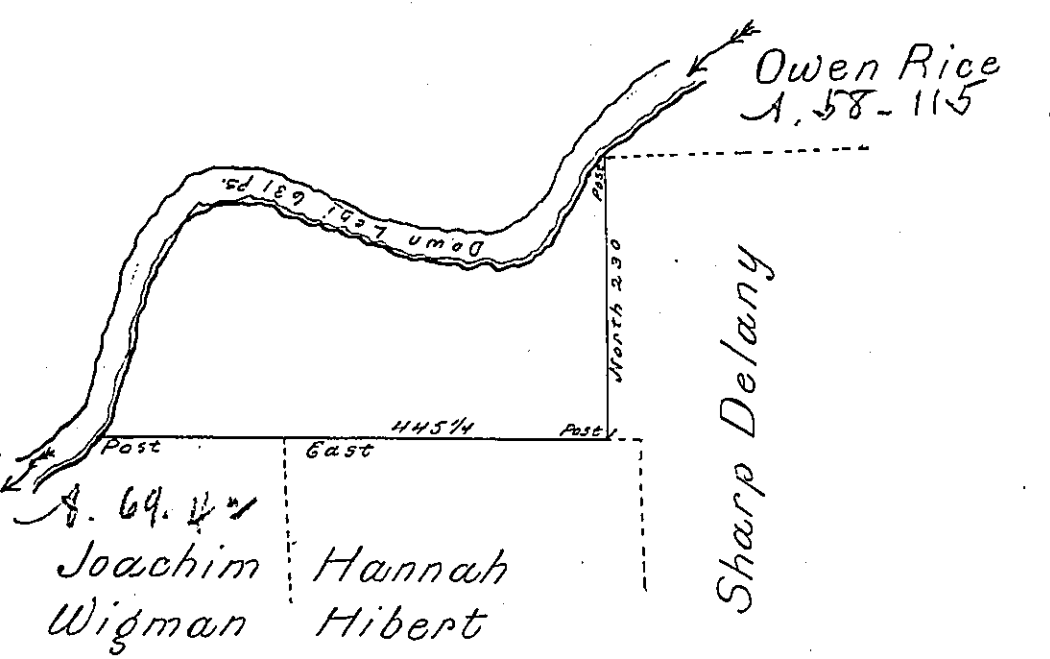 Owen Rice
A. 58-115
Down Lehi 631 ps.
Post
North 230
Sharp Delany
445 1/4
Post
Post
East
A. 69.
Joachim
Wigman
Hannah
Hibert